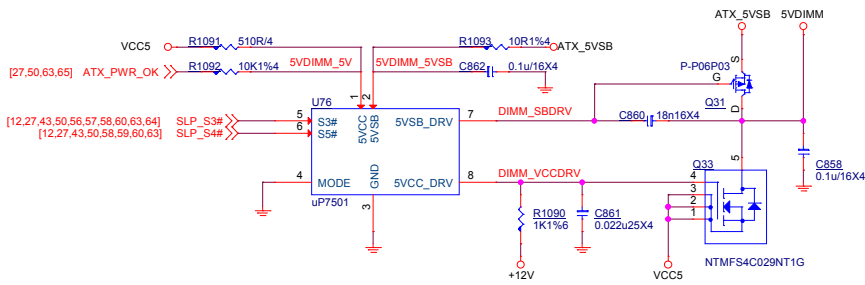 ATX_5VSB 5VDIMM
VCC5 R1091 510R/4 R1093 10R1%4 ATX_5VSB
5VDIMM_5V 5VDIMM_5VSB
[27,50,63,65] ATX_PWR_OK R1092 10K1%4 C862 0.1u/16X4
S
P-P06P03
G
Q31
D
1 2
U76
5VCC 5VSB
[12,27,43,50,56,57,58,60,63,64] SLP_S3# 5 S3# 5VSB_DRV 7 DIMM_SBDRV
C860 18n16X4
[12,27,43,50,58,59,60,63] SLP_S4# 6 S5#
4 MODE GND 5VCC_DRV 8 DIMM_VCCDRV
uP7501
3
R1090
1K1%6
+12V
C861
0.022u25X4
Q33
5
4
3
2
1
VCC5
NTMFS4C029NT1G
C858
0.1u/16X4